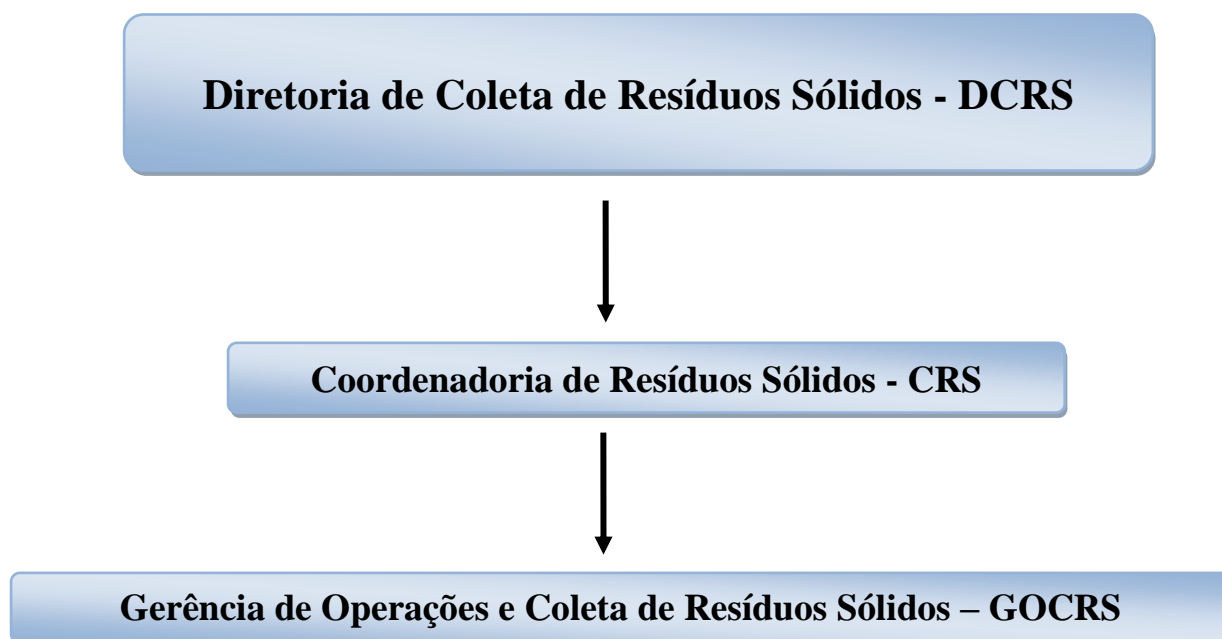 Diretoria de Coleta de Resíduos Sólidos - DCRS
Coordenadoria de Resíduos Sólidos - CRS
Gerência de Operações e Coleta de Resíduos Sólidos – GOCRS